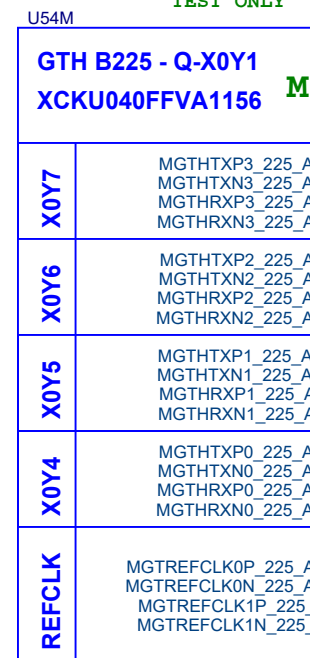 TEST ONLY
U54M
GTH B225 - Q-X0Y1
XCKU040FFVA1156
M
X0Y7
MGTHTXP3_225_A
MGTHTXN3_225_A
MGTHRXP3_225_A
MGTHRXN3_225_A
X0Y6
MGTHTXP2_225_A
MGTHTXN2_225_A
MGTHRXP2_225_A
MGTHRXN2_225_A
X0Y5
MGTHTXP1_225_A
MGTHTXN1_225_A
MGTHRXP1_225_A
MGTHRXN1_225_A
X0Y4
MGTHTXP0_225_A
MGTHTXN0_225_A
MGTHRXP0_225_A
MGTHRXN0_225_A
REFCLK
MGTREFCLK0P_225_A
MGTREFCLK0N_225_A
MGTREFCLK1P_225_
MGTREFCLK1N_225_